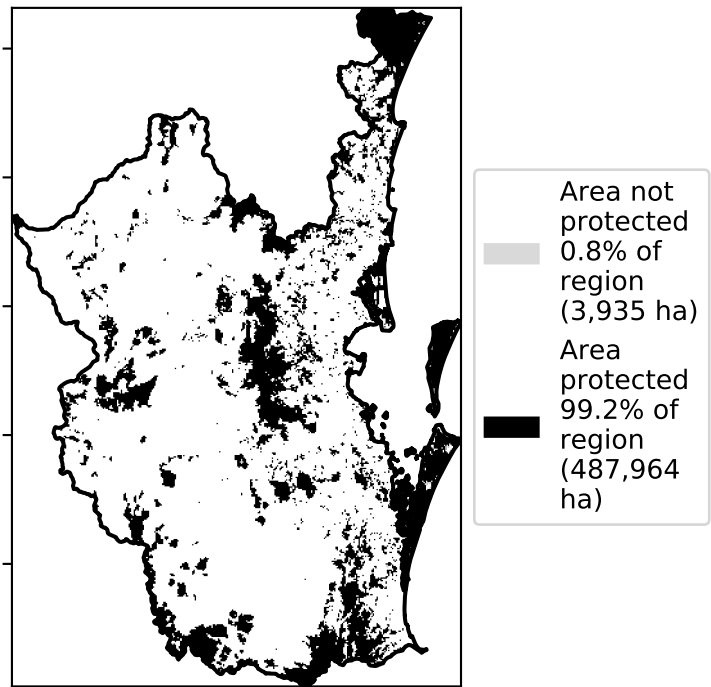 Area not
protected
0.8% of
region
(3,935 ha)
Area
protected
99.2% of
region
(487,964
ha)